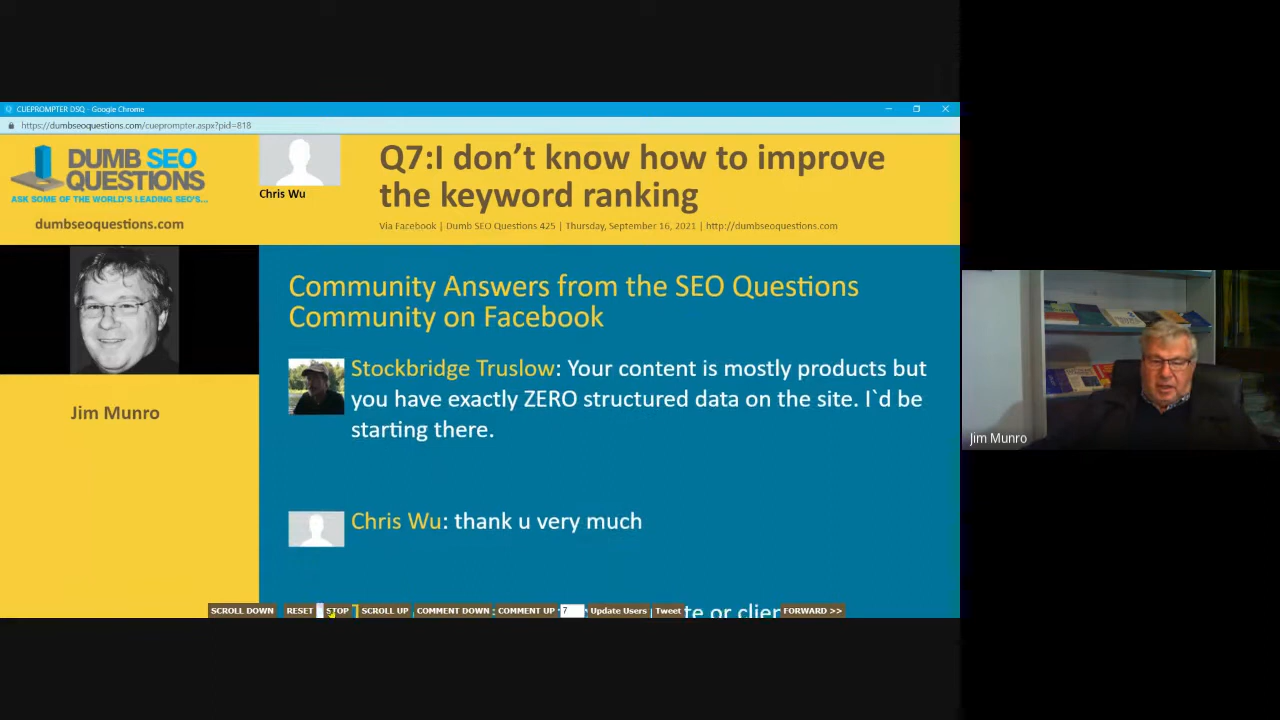 CUEPROMPTER DSQ - Google Chrome
https://dumbseoquestions.com/cueprompter.aspx?pid=818
DUMB SEO
QUESTIONS
ASK SOME OF THE WORLD'S LEADING SEO'S...
dumbseoquestions.com
Chris Wu
Q7:I don't know how to improve
the keyword ranking
Via Facebook | Dumb SEO Questions 425 | Thursday, September 16, 2021 | http://dumbseoquestions.com
Jim Munro
Community Answers from the SEO Questions
Community on Facebook
Stockbridge Truslow: Your content is mostly products but
you have exactly ZERO structured data on the site. I`d be
starting there.
Chris Wu: thank u very much
SCROLL DOWN RESET STOP SCROLL UP COMMENT DOWN : COMMENT UP 7 Update Users Tweet te or clien FORWARD >>
Jim Munro